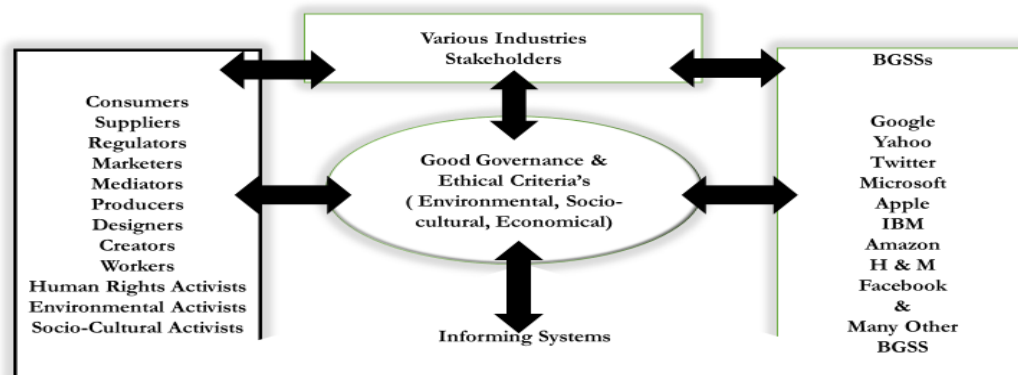 Various Industries
Stakeholders
Consumers
Suppliers
Regulators
Marketers
Mediators
Producers
Designers
Creators
Workers
Human Rights Activists
Environmental Activists
Socio-Cultural Activists
Good Governance &
Ethical Criteria's
( Environmental, Socio-
cultural, Economical)
Informing Systems
BGSSs
Google
Yahoo
Twitter
Microsoft
Apple
IBM
Amazon
H & M
Facebook
&
Many Other
BGSS